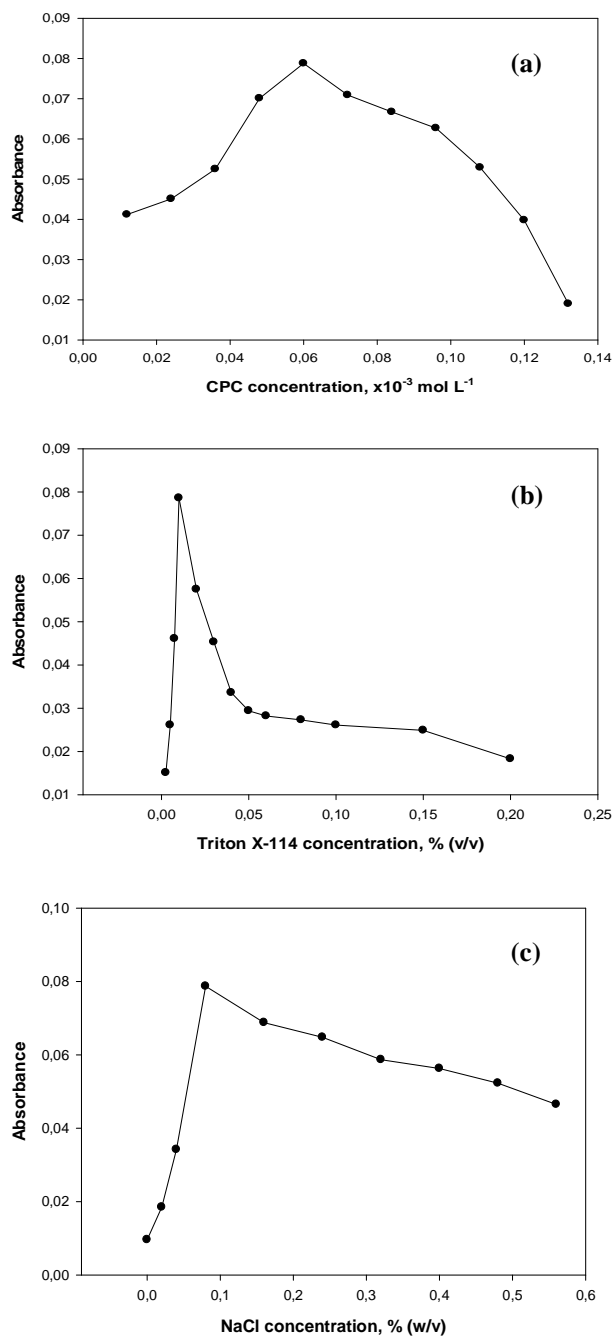 0,09
(a)
0,08
0,07
0,06
Absorbance
0,05
0,04
0,03
0,02
0,01
0,00 0,02 0,04 0,06 0,08 0,10 0,12 0,14
CPC concentration, x10⁻³ mol L⁻¹
0,09
(b)
0,08
0,07
0,06
Absorbance
0,05
0,04
0,03
0,02
0,01
0,00 0,05 0,10 0,15 0,20 0,25
Triton X-114 concentration, % (v/v)
0,10
(c)
0,08
0,06
Absorbance
0,04
0,02
0,00
0,0 0,1 0,2 0,3 0,4 0,5 0,6
NaCl concentration, % (w/v)